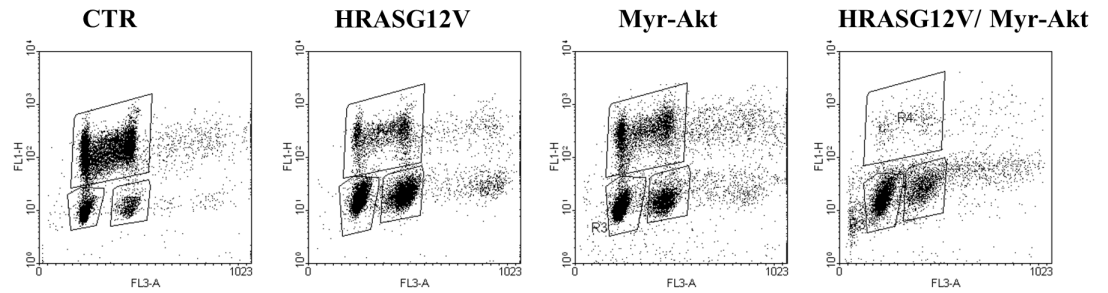 CTR HRASG12V Myr-Akt HRASG12V/ Myr-Akt
10⁴ 10⁴ 10⁴ 10⁴
10³ 10³ 10³ 10³
R4
FL1-H FL1-H FL1-H FL1-H
10² 10² 10² 10²
10¹ 10¹ 10¹ 10¹
R3
10⁰ 10⁰ 10⁰ 10⁰
0 1023 0 1023 0 1023 0 1023
FL3-A FL3-A FL3-A FL3-A